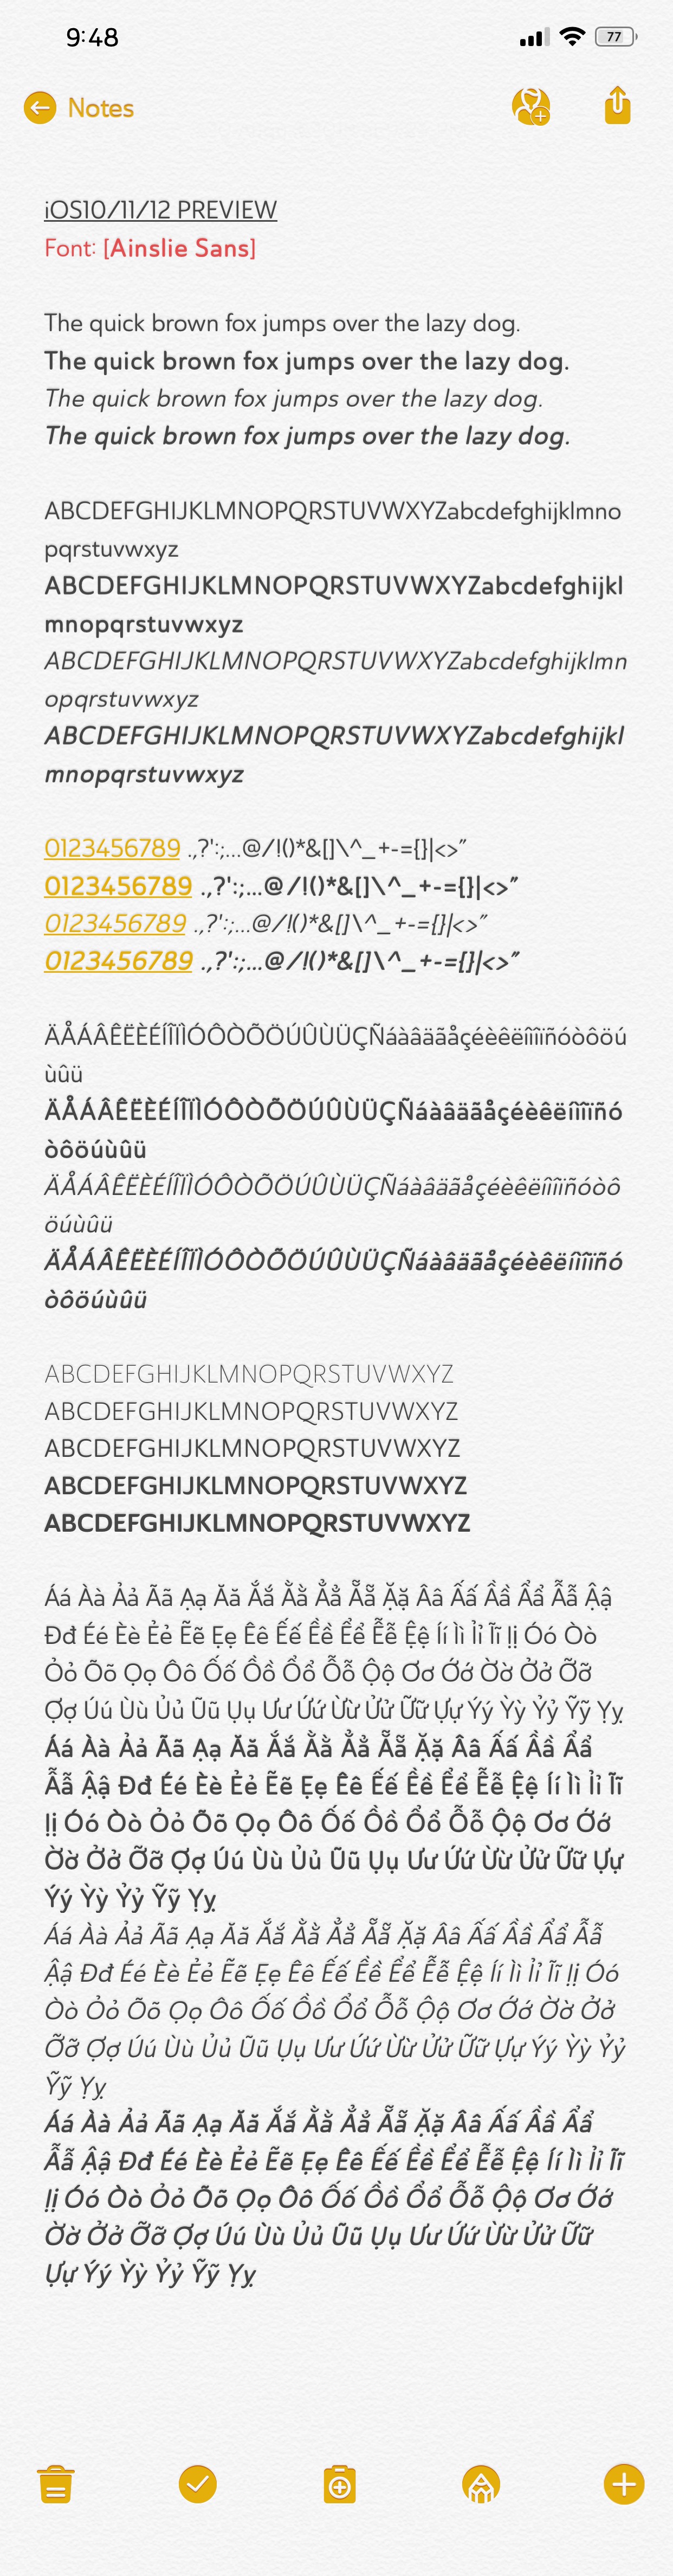 9:48
77
Notes
iOS10/11/12 PREVIEW
Font: [Ainslie Sans]
The quick brown fox jumps over the lazy dog.
The quick brown fox jumps over the lazy dog.
The quick brown fox jumps over the lazy dog.
The quick brown fox jumps over the lazy dog.
ABCDEFGHIJKLMNOPQRSTUVWXYZabcdefghijklmno
pqrstuvwxyz
ABCDEFGHIJKLMNOPQRSTUVWXYZabcdefghijkl
mnopqrstuvwxyz
ABCDEFGHIJKLMNOPQRSTUVWXYZabcdefghijklmn
opqrstuvwxyz
ABCDEFGHIJKLMNOPQRSTUVWXYZabcdefghijkl
mnopqrstuvwxyz
0123456789 .,?':;...@/!()*&[]\^_+-={}|<>"
0123456789 .,?':;...@/!()*&[]\^_+-={}|<>"
0123456789 .,?':;...@/!()*&[]\^_+-={}|<>"
0123456789 .,?':;...@/!()*&[]\^_+-={}|<>"
ÄÅÁÂÊËÈÉÍÎÏÌÓÔÒÕÖÚÛÙÜÇÑáàâäãåçéèêëíîïñóòôöú
ùûü
ÄÅÁÂÊËÈÉÍÎÏÌÓÔÒÕÖÚÛÙÜÇÑáàâäãåçéèêëíîïñó
òôöúùûü
ÄÅÁÂÊËÈÉÍÎÏÌÓÔÒÕÖÚÛÙÜÇÑáàâäãåçéèêëíîïñóòô
öúùûü
ÄÅÁÂÊËÈÉÍÎÏÌÓÔÒÕÖÚÛÙÜÇÑáàâäãåçéèêëíîïñó
òôöúùûü
ABCDEFGHIJKLMNOPQRSTUVWXYZ
ABCDEFGHIJKLMNOPQRSTUVWXYZ
ABCDEFGHIJKLMNOPQRSTUVWXYZ
ABCDEFGHIJKLMNOPQRSTUVWXYZ
ABCDEFGHIJKLMNOPQRSTUVWXYZ
Áá Àà Ảả Ãã Ạạ Ăă Ắắ Ằằ Ẳẳ Ẵẵ Ặặ Ââ Ấấ Ầầ Ẩẩ Ẫẫ Ậậ
Đđ Éé Èè Ẻẻ Ẽẽ Ẹẹ Êê Ếế Ềề Ểể Ễễ Ệệ Íí Ìì Ỉỉ Ĩĩ Ịị Óó Òò
Ỏỏ Õõ Ọọ Ôô Ốố Ồồ Ổổ Ỗỗ Ộộ Ơơ Ớớ Ờờ Ởở Ỡỡ
Ợợ Úú Ùù Ủủ Ũũ Ụụ Ưư Ứứ Ừừ Ửử Ữữ Ựự Ýý Ỳỳ Ỷỷ Ỹỹ Ỵỵ
Áá Àà Ảả Ãã Ạạ Ăă Ắắ Ằằ Ẳẳ Ẵẵ Ặặ Ââ Ấấ Ầầ Ẩẩ
Ẫẫ Ậậ Đđ Éé Èè Ẻẻ Ẽẽ Ẹẹ Êê Ếế Ềề Ểể Ễễ Ệệ Íí Ìì Ỉỉ Ĩĩ
Ịị Óó Òò Ỏỏ Õõ Ọọ Ôô Ốố Ồồ Ổổ Ỗỗ Ộộ Ơơ Ớớ
Ờờ Ởở Ỡỡ Ợợ Úú Ùù Ủủ Ũũ Ụụ Ưư Ứứ Ừừ Ửử Ữữ Ựự
Ýý Ỳỳ Ỷỷ Ỹỹ Ỵỵ
Áá Àà Ảả Ãã Ạạ Ăă Ắắ Ằằ Ẳẳ Ẵẵ Ặặ Ââ Ấấ Ầầ Ẩẩ Ẫẫ
Ậậ Đđ Éé Èè Ẻẻ Ẽẽ Ẹẹ Êê Ếế Ềề Ểể Ễễ Ệệ Íí Ìì Ỉỉ Ĩĩ Ịị Óó
Òò Ỏỏ Õõ Ọọ Ôô Ốố Ồồ Ổổ Ỗỗ Ộộ Ơơ Ớớ Ờờ Ởở
Ỡỡ Ợợ Úú Ùù Ủủ Ũũ Ụụ Ưư Ứứ Ừừ Ửử Ữữ Ựự Ýý Ỳỳ Ỷỷ
Ỹỹ Ỵỵ
Áá Àà Ảả Ãã Ạạ Ăă Ắắ Ằằ Ẳẳ Ẵẵ Ặặ Ââ Ấấ Ầầ Ẩẩ
Ẫẫ Ậậ Đđ Éé Èè Ẻẻ Ẽẽ Ẹẹ Êê Ếế Ềề Ểể Ễễ Ệệ Íí Ìì Ỉỉ Ĩĩ
Ịị Óó Òò Ỏỏ Õõ Ọọ Ôô Ốố Ồồ Ổổ Ỗỗ Ộộ Ơơ Ớớ
Ờờ Ởở Ỡỡ Ợợ Úú Ùù Ủủ Ũũ Ụụ Ưư Ứứ Ừừ Ửử Ữữ
Ựự Ýý Ỳỳ Ỷỷ Ỹỹ Ỵỵ